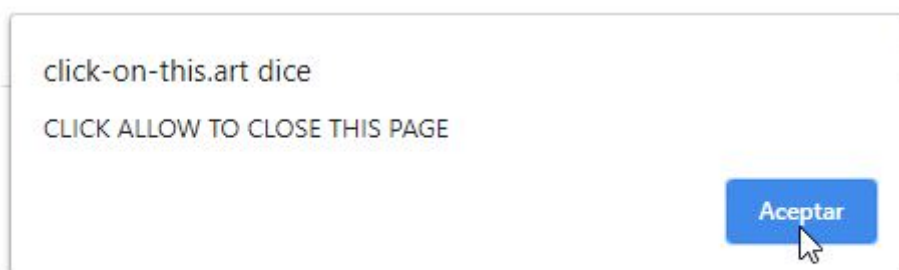 click-on-this.art dice
CLICK ALLOW TO CLOSE THIS PAGE
Aceptar